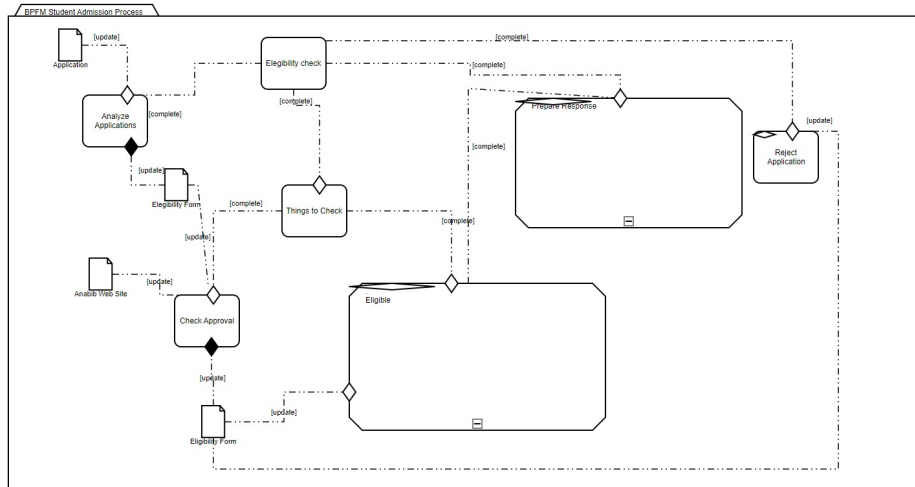 BPFM Student Admission Process
[update]
[complete]
Application
Elegibility check
[complete]
[complete]
Prepare Response
[update]
Analyze
Applications
[complete]
Reject
Application
[complete]
[update]
Elegibility Form
[complete]
Things to Check
[complete]
[update]
Anabib Web Site
[update]
Eligible
Check Approval
[update]
[update]
Eligibility Form